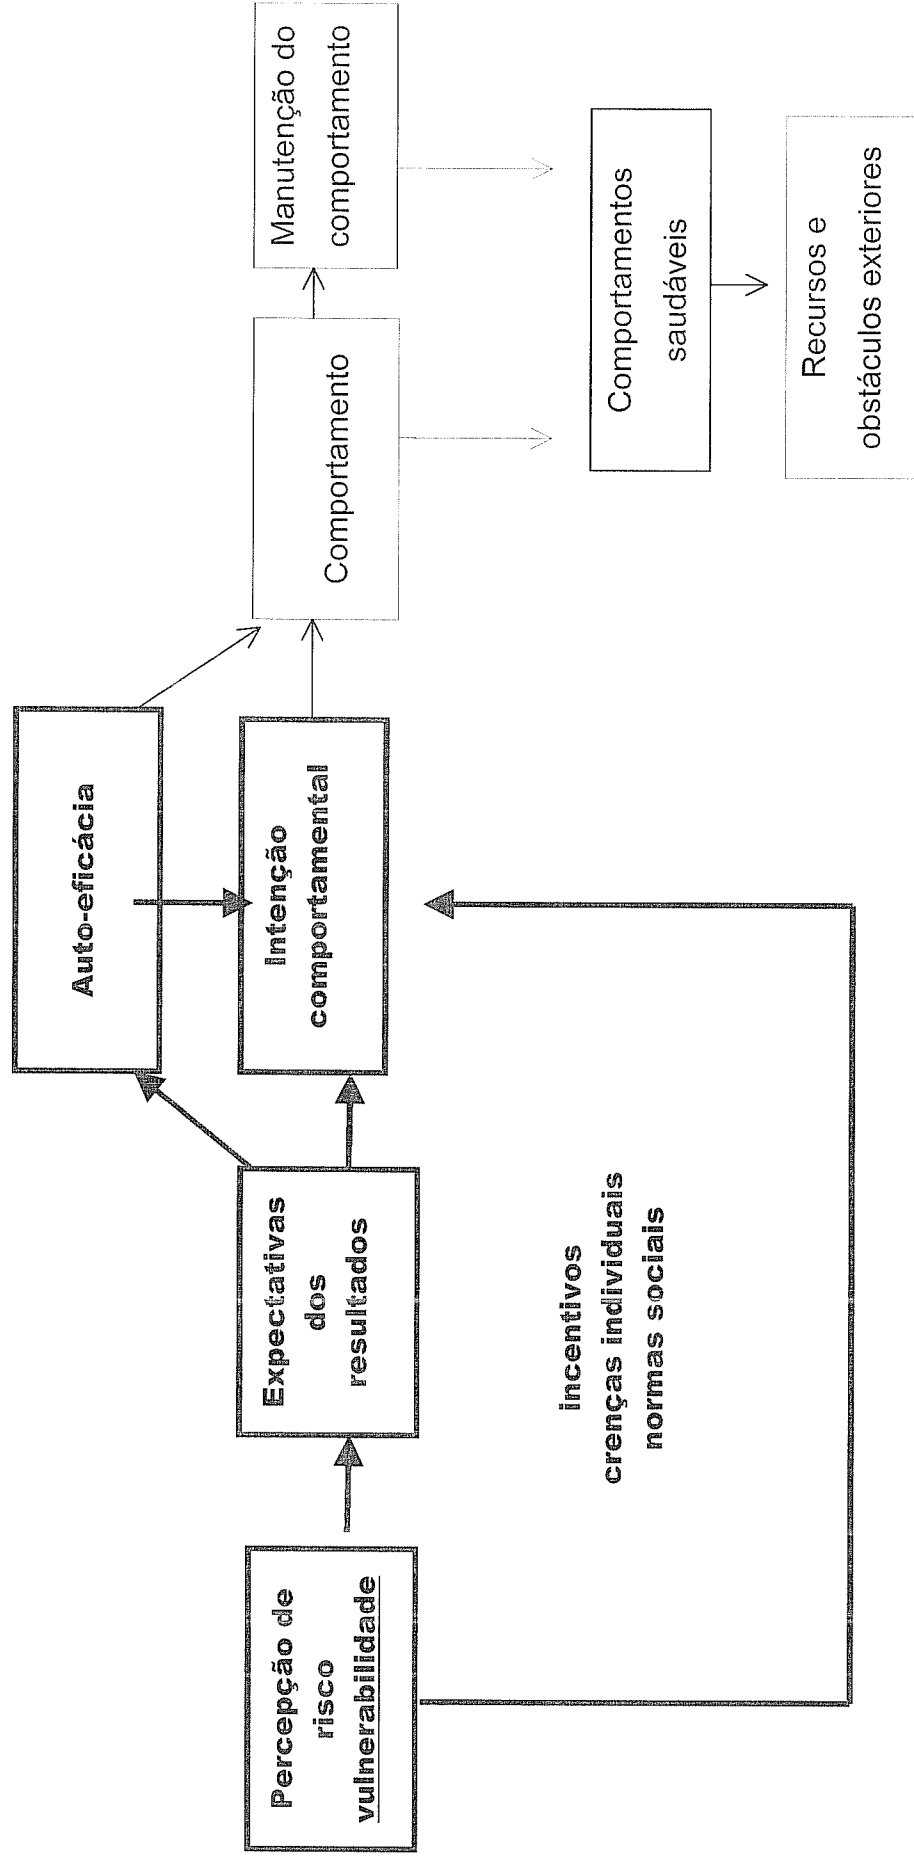 Percepção de
risco
vulnerabilidade
Expectativas
dos
resultados
Auto-eficácia
Intenção
comportamental
Comportamento
Manutenção do
comportamento
incentivos
crenças individuais
normas sociais
Comportamentos
saudáveis
Recursos e
obstáculos exteriores